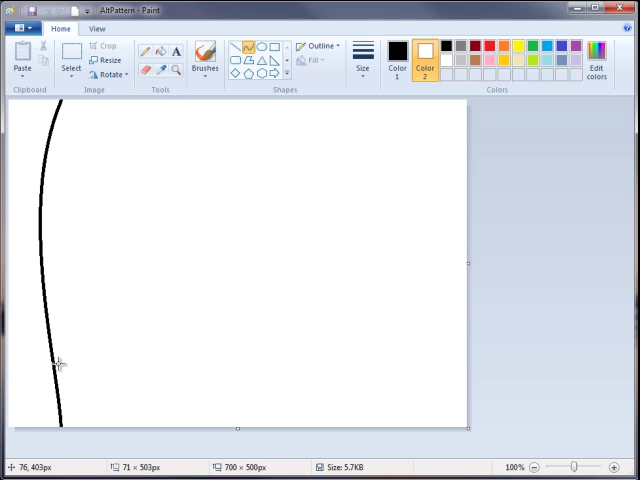 AltPattern - Paint
Home View
Paste
Clipboard
Select
Crop
Resize
Rotate
Image
Tools
Brushes
Outline
Fill
Shapes
Size
Color 1
Color 2
Edit colors
Colors
76, 403px 71 × 503px 700 × 500px Size: 5.7KB 100%